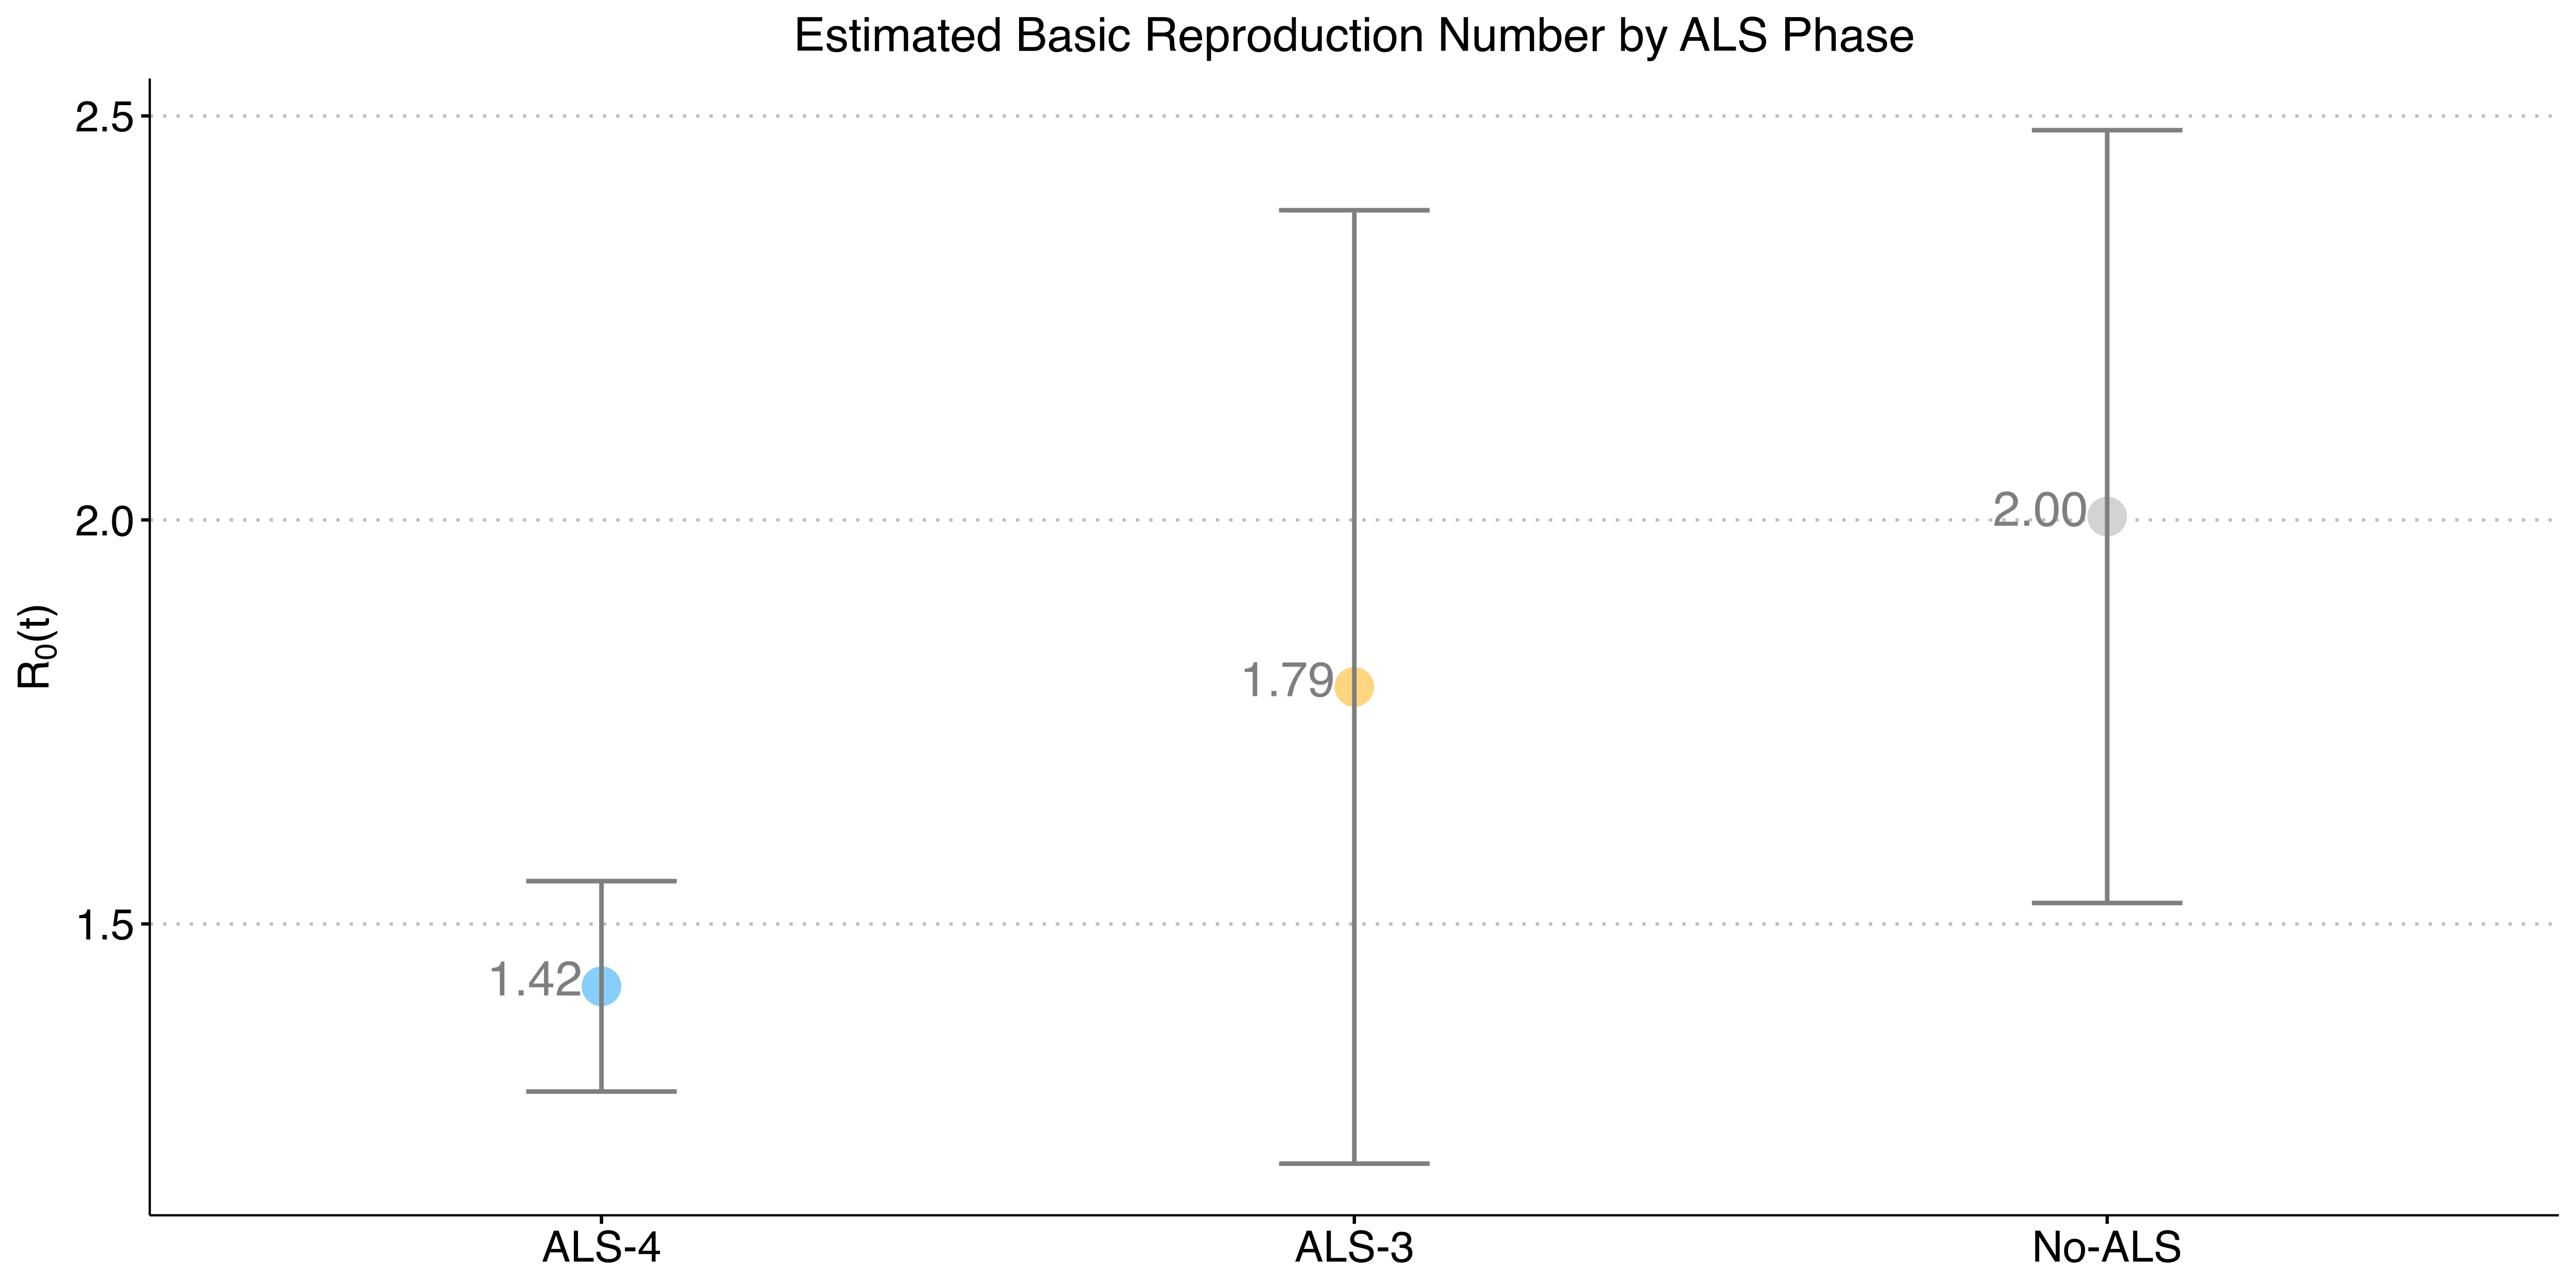 Estimated Basic Reproduction Number by ALS Phase
2.5
2.0
1.5
R₀(t)
2.00
1.79
1.42
ALS-4
ALS-3
No-ALS